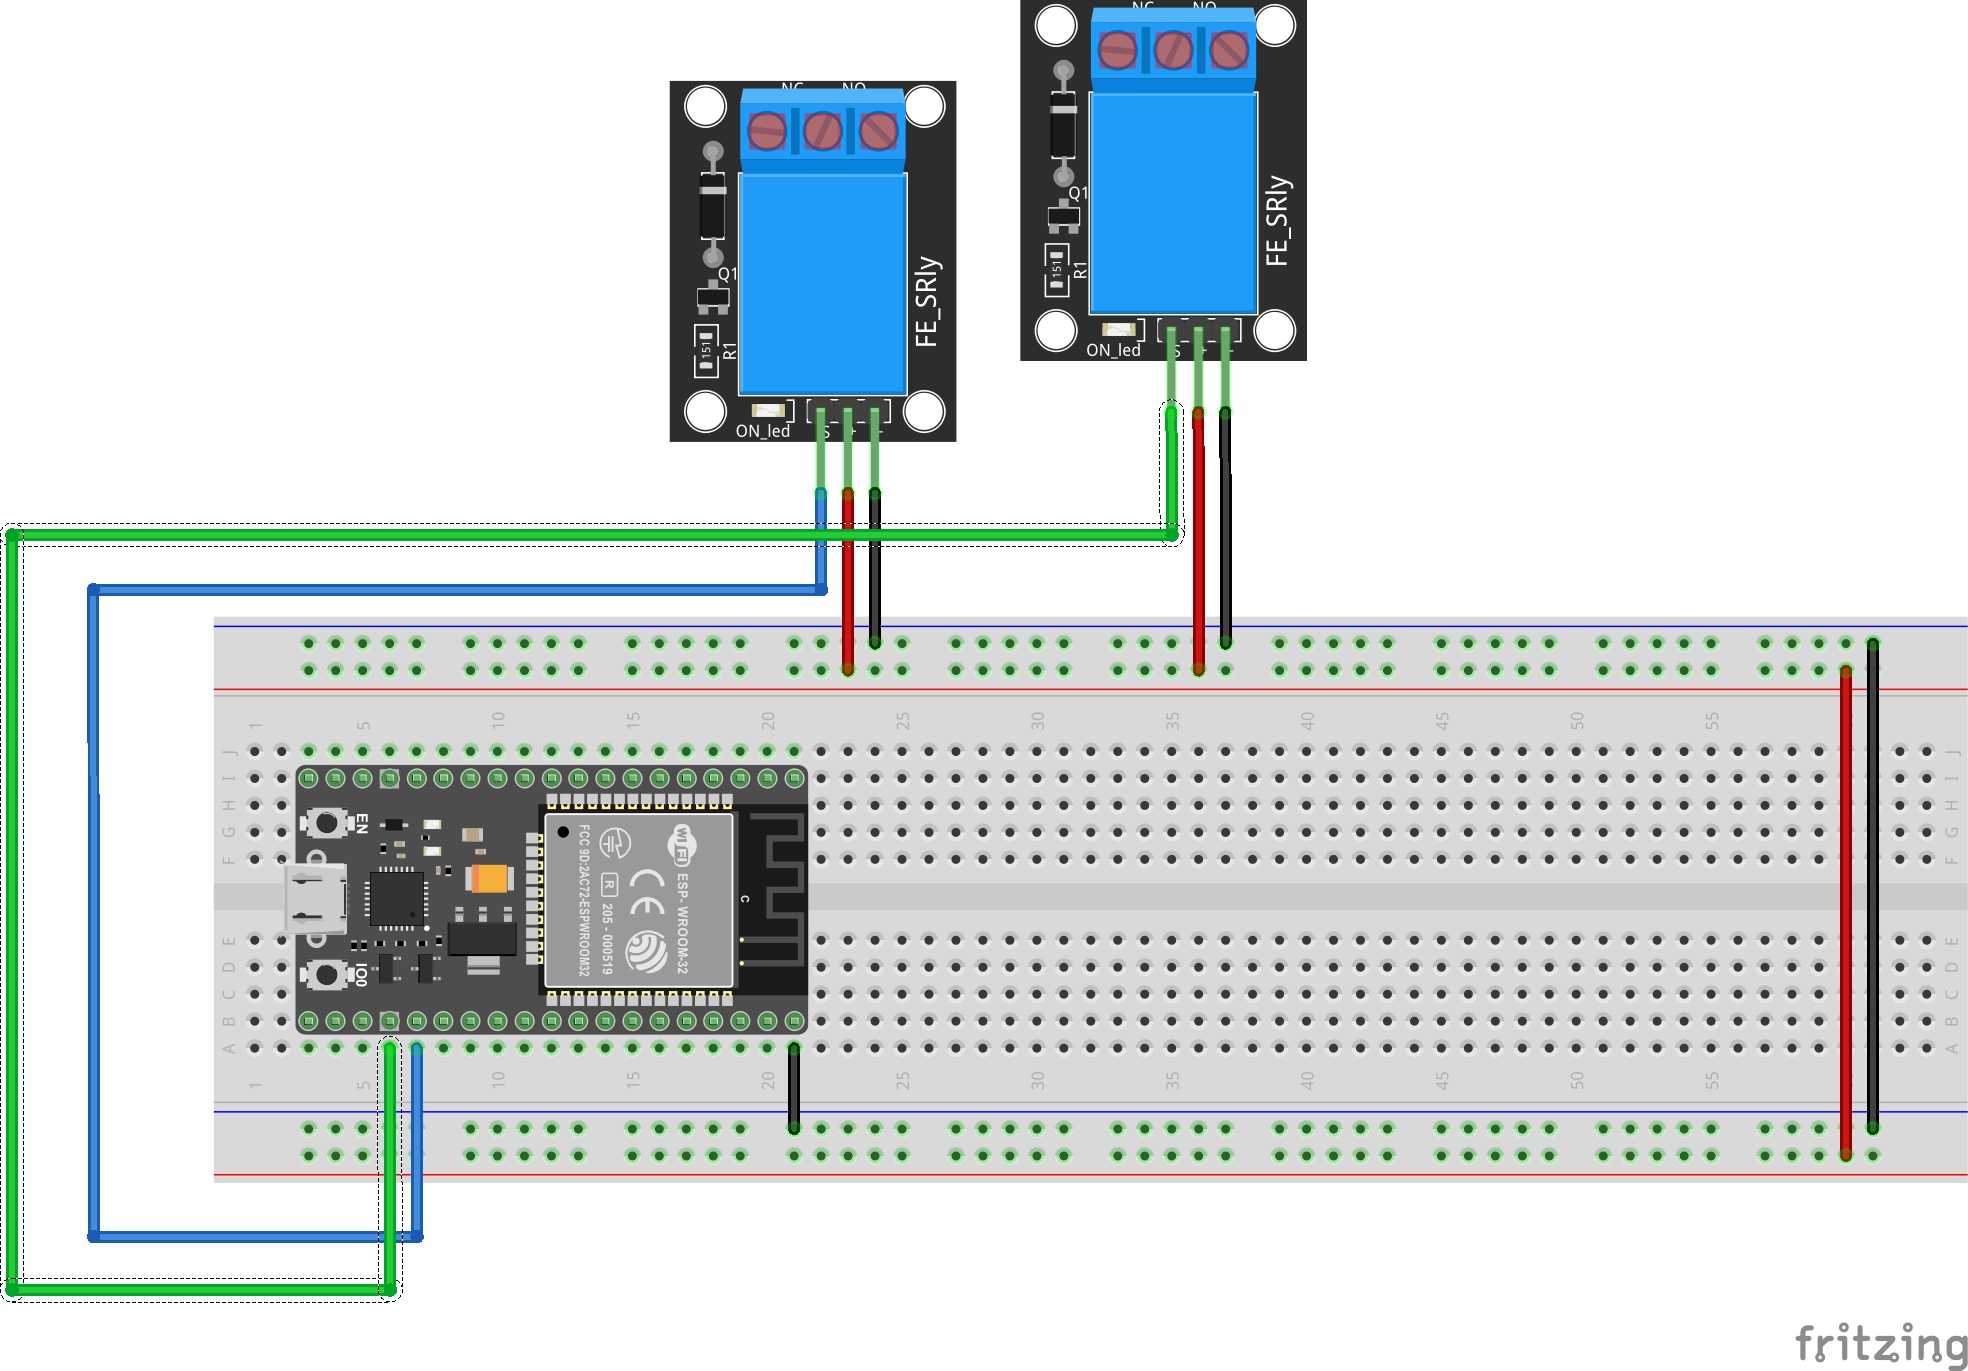 NC NO
FE_SRly
Q1
151
R1
ON_led
S + -
NC NO
FE_SRly
Q1
151
R1
ON_led
S + -
1 5 10 15 20 25 30 35 40 45 50 55
J J
I I
H H
G G
F F
E E
D D
C C
B B
A A
1 5 10 15 20 25 30 35 40 45 50 55
EN
IO0
WiFi
ESP- WROOM-32
CE
R
205 - 000519
FCC 9D:2AC72-ESPWROOM32
C
fritzing